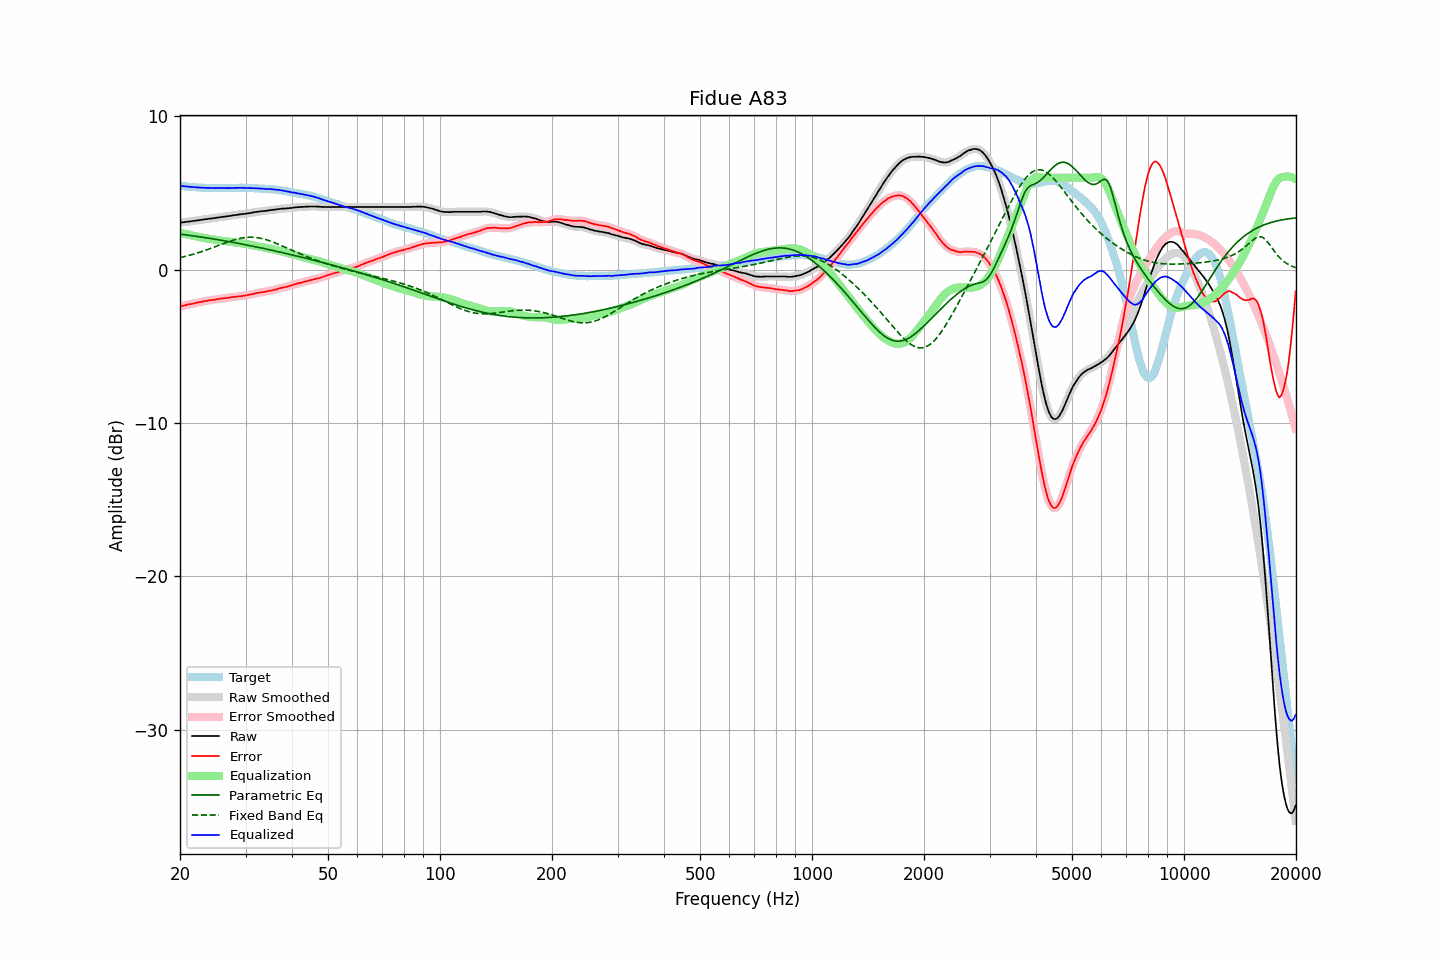 Fidue A83
10
0
−10
−20
−30
Amplitude (dBr)
Target
Raw Smoothed
Error Smoothed
Raw
Error
Equalization
Parametric Eq
Fixed Band Eq
Equalized
20 50 100 200 500 1000 2000 5000 10000 20000
Frequency (Hz)